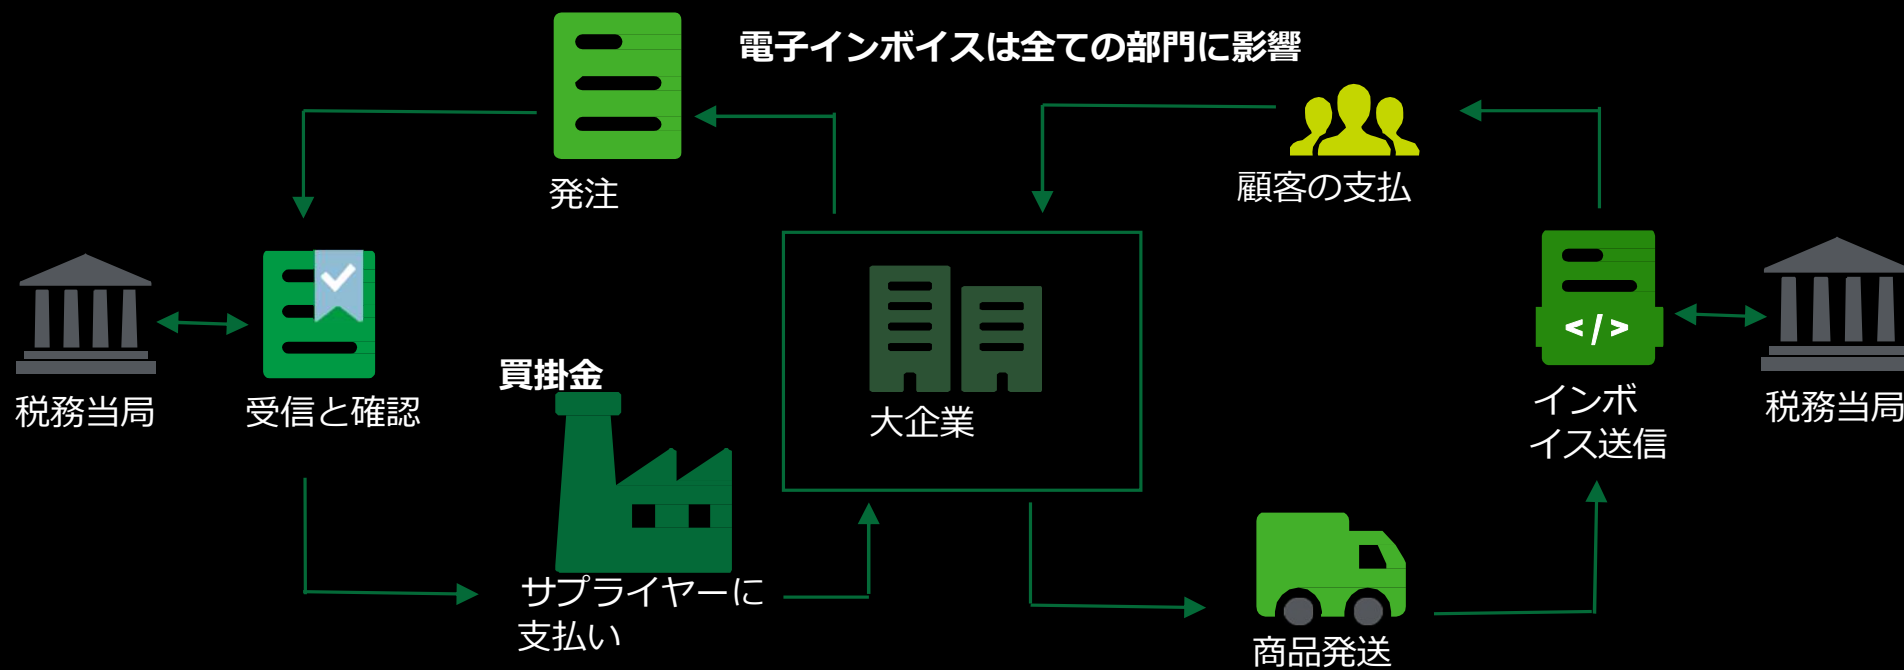 電子インボイスは全ての部門に影響
発注
顧客の支払
税務当局
受信と確認
買掛金
大企業
</>
インボ
イス送信
税務当局
サプライヤーに
支払い
商品発送